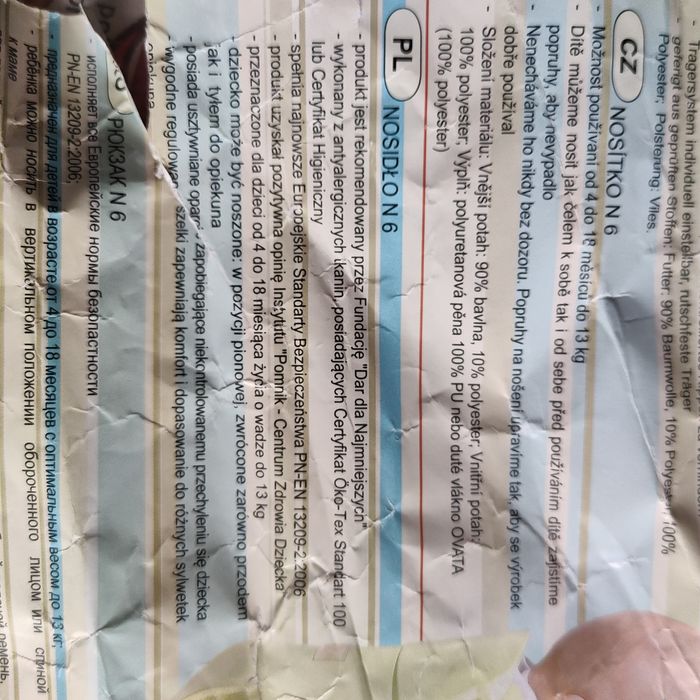 Tragrsystem, individuell einstellbar, rutschfeste Träger
- gefertigt aus geprüften Stoffen: Futter: 90% Baumwolle, 10% Polyester, 100%
Polyester; Polsterung: Vlies.
CZ NOSÍTKO N 6
- Možnost používaní od 4 do 18 měsícu do 13 kg
- Dítě můžeme nosit jak čelem k sobě tak i od sebe před používáním dítě zajistíme
popruhy, aby nevypadlo
- Nenecháváme ho nikdy bez dozoru. Popruhy na nošení upravíme tak, aby se výrobek
dobře používal
- Složení materiálu: Vnější potah: 90% bavlna, 10% polyester; Vnitřní potah:
100% polyester; Výplň: polyuretanová pěna 100% PU nebo duté vlákno OVATA
(100% polyester)
PL NOSIDŁO N 6
- produkt jest rekomendowany przez Fundację "Dar dla Najmniejszych"
- wykonany z antyalergicznych tkanin, posiadających Certyfikat Öko-Tex Standart 100
lub Certyfikat Higieniczny
- spełnia najnowsze Europejskie Standarty Bezpieczeństwa PN-EN 13209-2:2006
- produkt uzyskał pozytywna opinię Instytutu "Pomnik - Centrum Zdrowia Dziecka
- przeznaczone dla dzieci od 4 do 18 miesiąca życia o wadze do 13 kg
- dziecko może być noszone: w pozycji pionowej, zwrócone zarówno przodem
jak i tyłem do opiekuna
- posiada usztywniane oparcie zapobiegające niekontrolowanemu przechyleniu się dziecka
- wygodne regulowane szelki zapewniają komfort i dopasowanie do różnych sylwetek
opiekuna
РЮКЗАК N 6
- исполняет вся Европейские нормы безопастности
PN-EN 13209-2:2006;
- предназначен для детей в возрасте от 4 до 18 месяцев с оптимальным весом до 13 кг;
- ребёнка можно носить в вертикальном положении обороченного лицом или спиной
к маме
ремень,